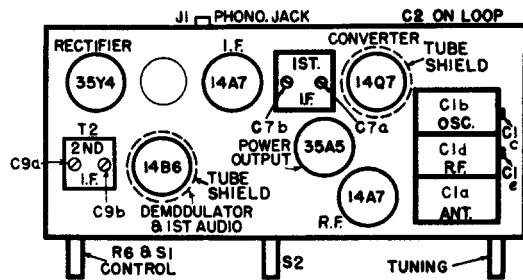 J1 PHONO. JACK
C2 ON LOOP
RECTIFIER
I.F.
CONVERTER
TUBE
SHIELD
35Y4
14A7
1ST.
I.F.
14Q7
C7b
C7a
C1b
OSC.
C1c
T2
2ND
I.F.
C9a
C9b
14B6
POWER
OUTPUT
35A5
C1d
R.F.
C1e
TUBE
SHIELD
DEMODULATOR
& 1ST AUDIO
14A7
R.F.
C1a
ANT.
R6 & S1
CONTROL
S2
TUNING